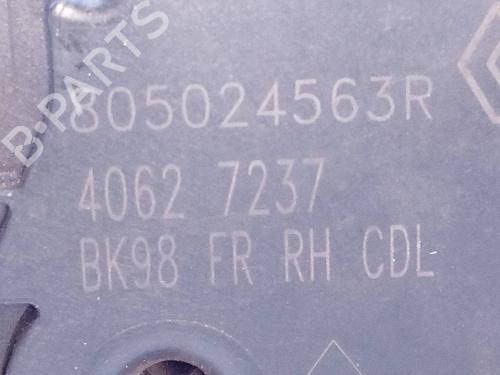 B-PARTS
805024563R
4062 7237
BK98 FR RH CDL